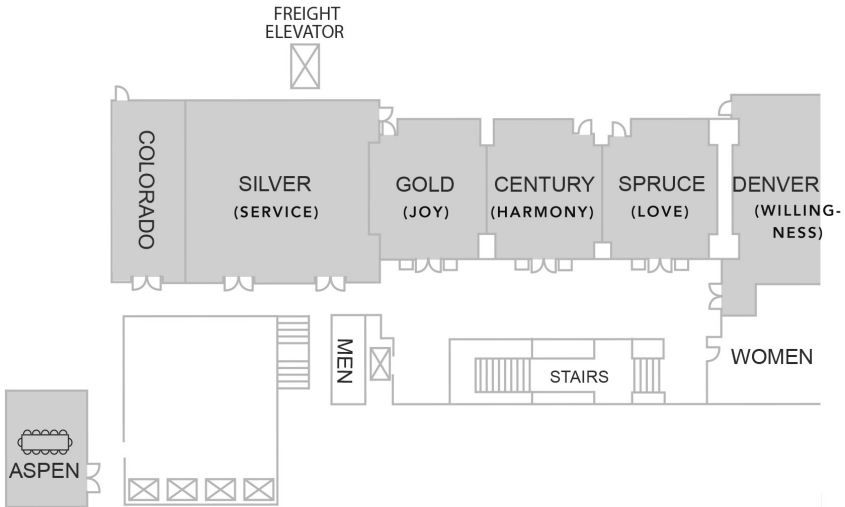 FREIGHT
ELEVATOR
COLORADO
SILVER
(SERVICE)
GOLD
(JOY)
CENTURY
(HARMONY)
SPRUCE
(LOVE)
DENVER
(WILLING-
NESS)
MEN
STAIRS
WOMEN
ASPEN